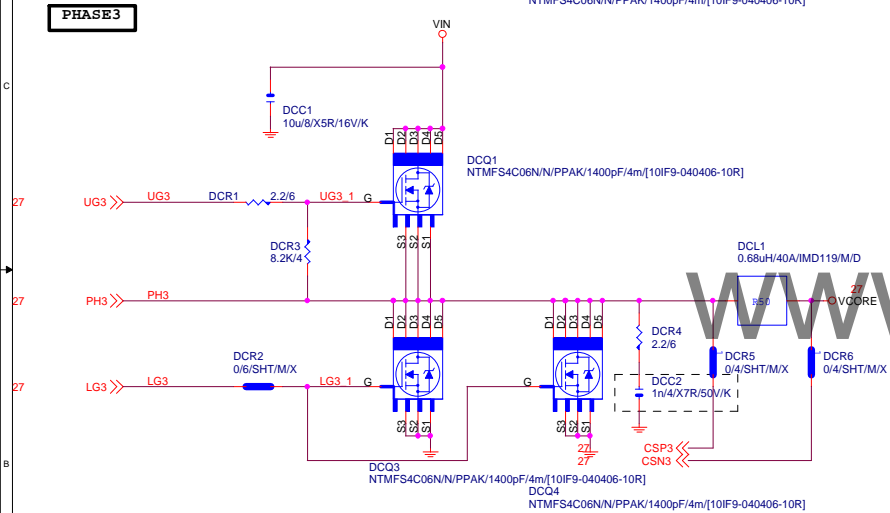 NTMFS4C06N/N/PPAK/1400pF/4m/[10IF9-040406-10R]
PHASE3
VIN
C
DCC1
10u/8/X5R/16V/K
D1
D2
D3
D4
D5
DCQ1
NTMFS4C06N/N/PPAK/1400pF/4m/[10IF9-040406-10R]
27
UG3
UG3
DCR1
2.2/6
UG3_1
G
S3
S2
S1
DCR3
8.2K/4
DCL1
0.68uH/40A/IMD119/M/D
27
PH3
PH3
R50
27
VCORE
WWW
D1
D2
D3
D4
D5
D1
D2
D3
D4
D5
DCR4
2.2/6
DCR2
0/6/SHT/M/X
DCR5
0/4/SHT/M/X
DCR6
0/4/SHT/M/X
27
LG3
LG3
LG3_1
G
G
DCC2
1n/4/X7R/50V/K
S3
S2
S1
S3
S2
S1
27
CSP3
27
CSN3
B
DCQ3
NTMFS4C06N/N/PPAK/1400pF/4m/[10IF9-040406-10R]
DCQ4
NTMFS4C06N/N/PPAK/1400pF/4m/[10IF9-040406-10R]